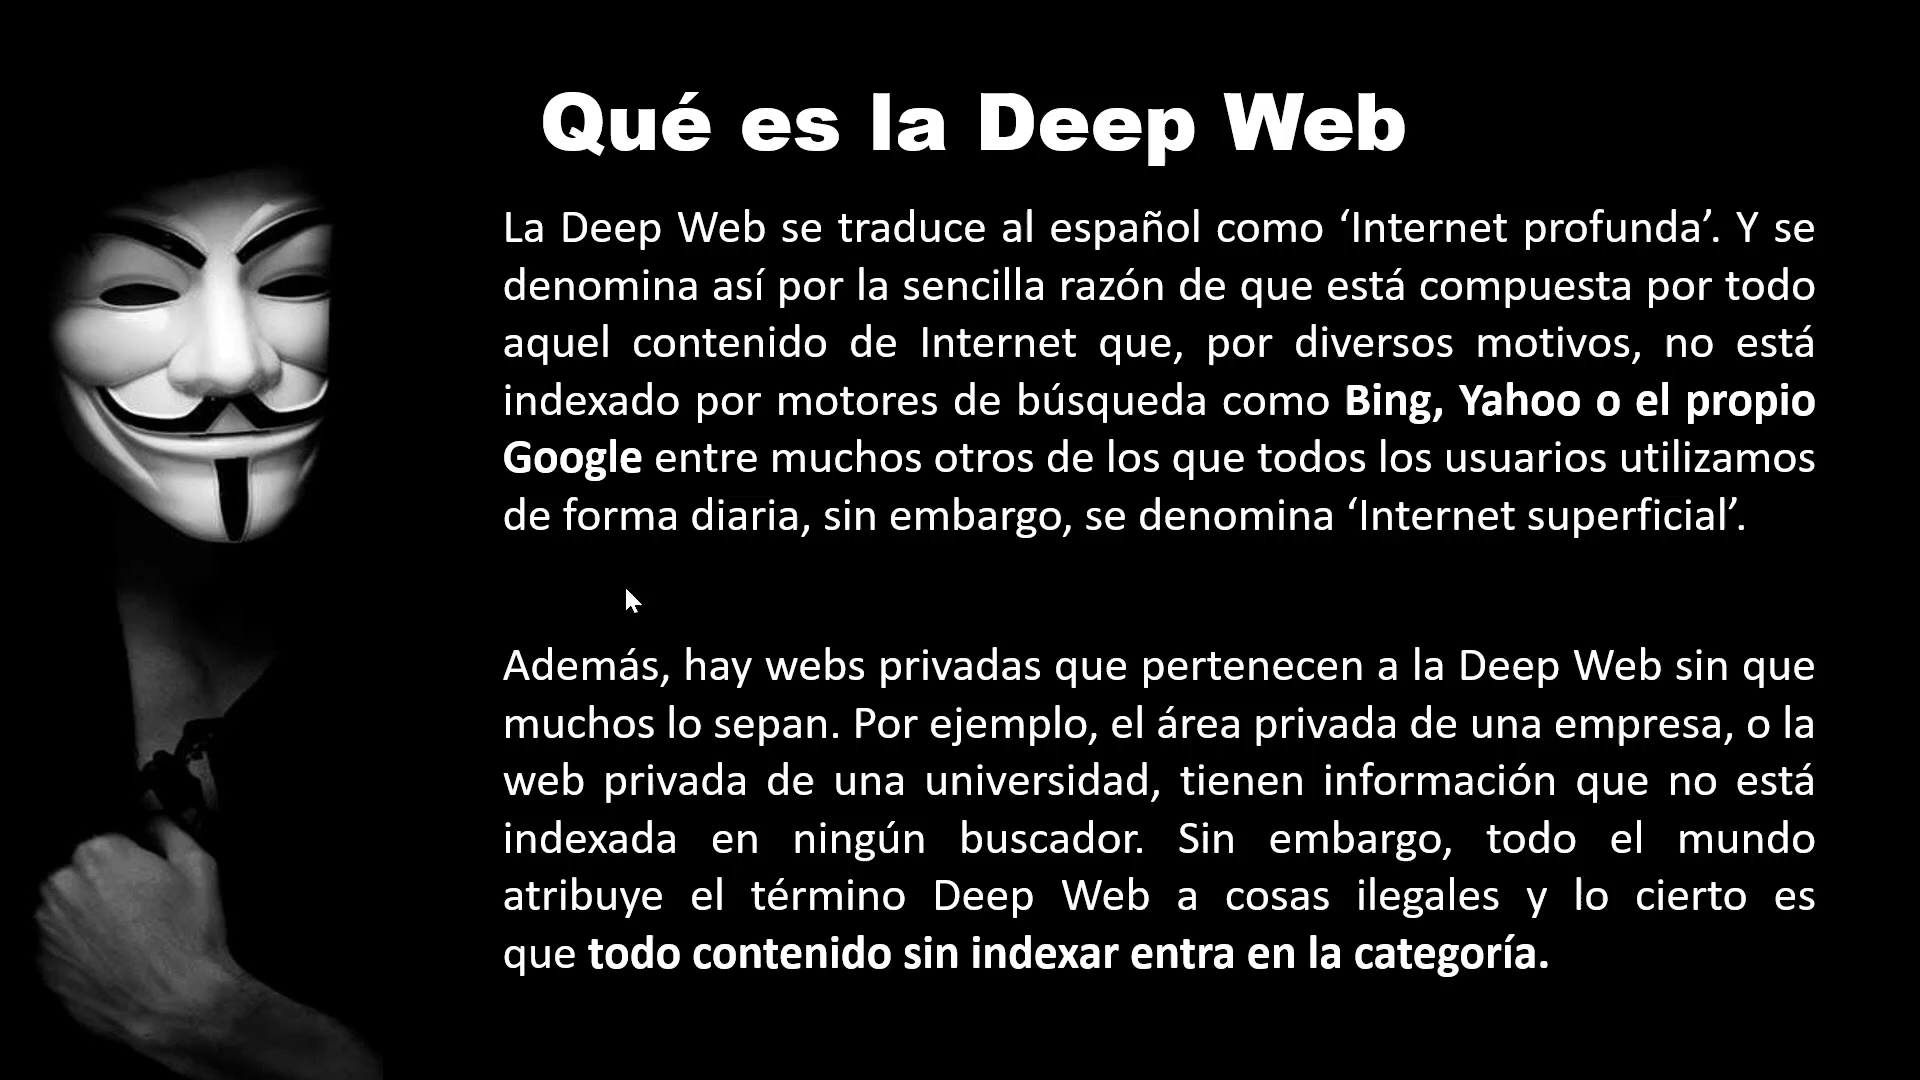 Qué es la Deep Web
La Deep Web se traduce al español como ‘Internet profunda’. Y se
denomina así por la sencilla razón de que está compuesta por todo
aquel contenido de Internet que, por diversos motivos, no está
indexado por motores de búsqueda como Bing, Yahoo o el propio
Google entre muchos otros de los que todos los usuarios utilizamos
de forma diaria, sin embargo, se denomina ‘Internet superficial’.
Además, hay webs privadas que pertenecen a la Deep Web sin que
muchos lo sepan. Por ejemplo, el área privada de una empresa, o la
web privada de una universidad, tienen información que no está
indexada en ningún buscador. Sin embargo, todo el mundo
atribuye el término Deep Web a cosas ilegales y lo cierto es
que todo contenido sin indexar entra en la categoría.